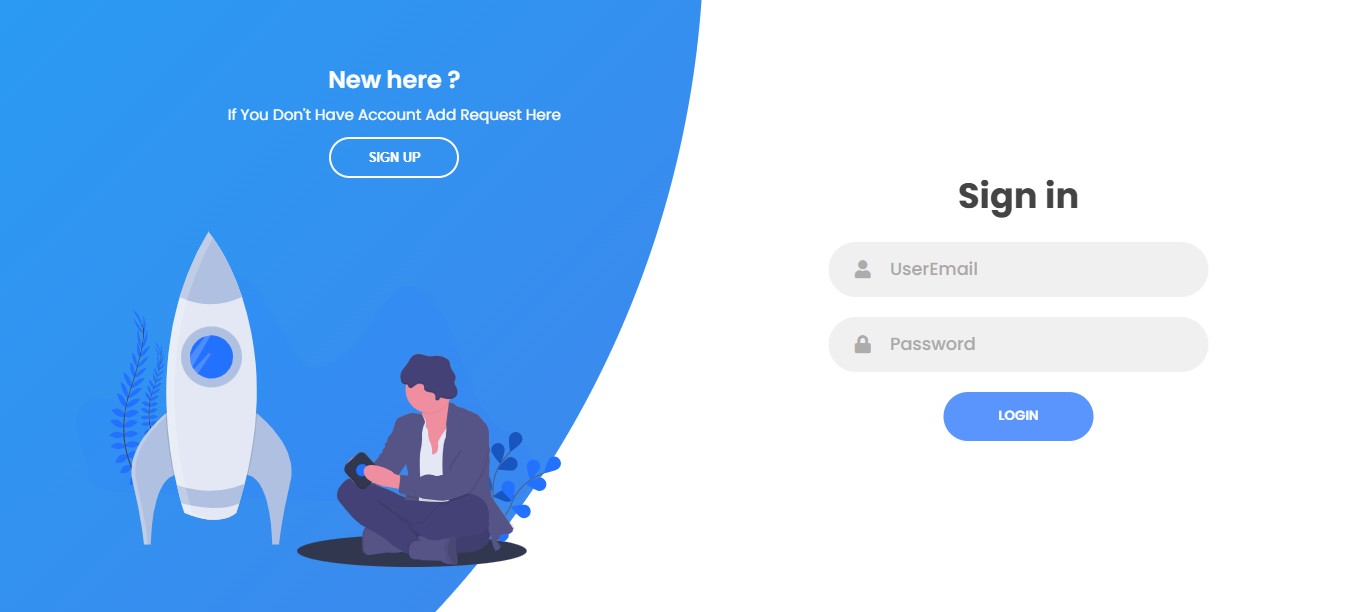 New here ?
If You Don't Have Account Add Request Here
SIGN UP
Sign in
UserEmail
Password
LOGIN